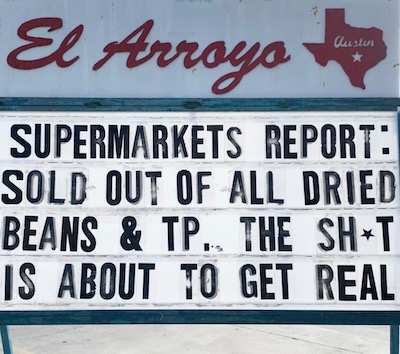 El Arroyo
Austin
SUPERMARKETS REPORT:
SOLD OUT OF ALL DRIED
BEANS & TP. THE SH★T
IS ABOUT TO GET REAL